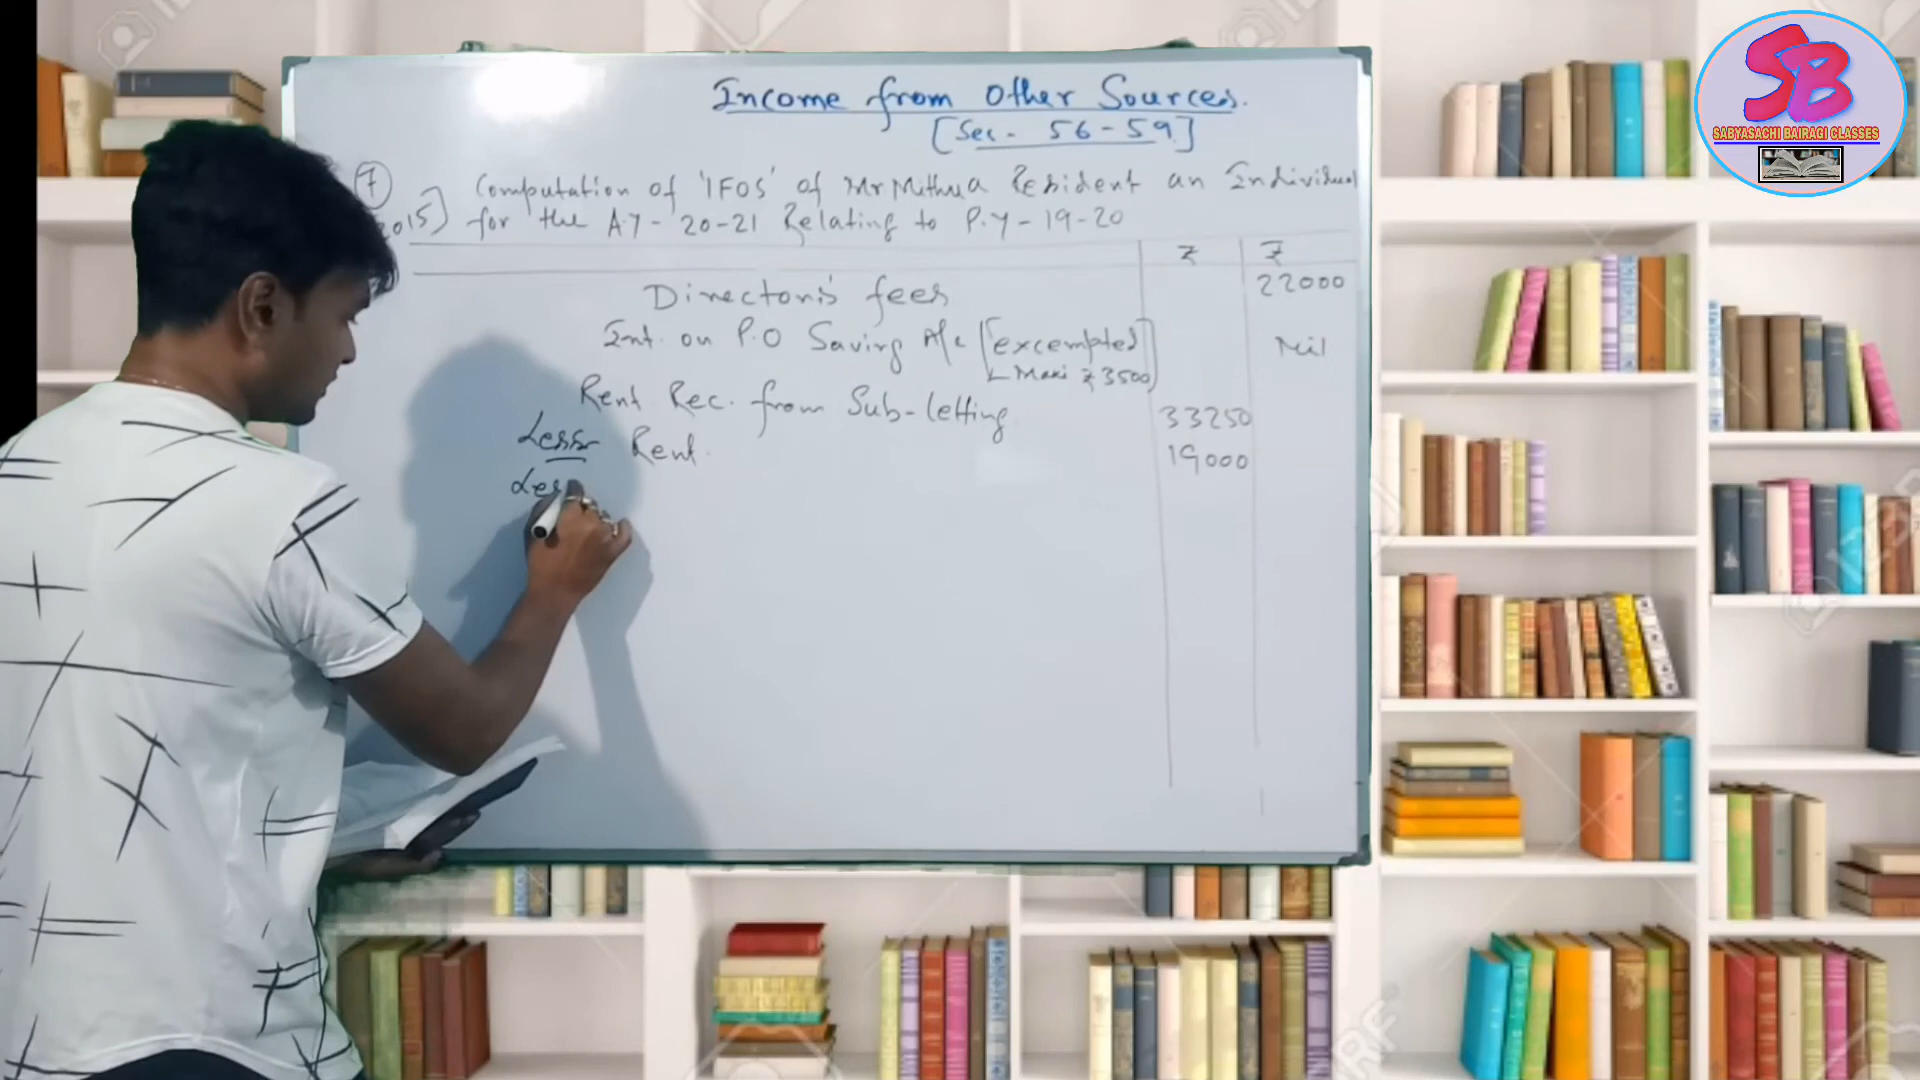 Income from Other Sources.
[Sec. - 56-59]
7
2015] Computation of 'IFOS' of Mr Mithua Resident an Individual
for the A.Y - 20-21 Relating to P.Y - 19-20
₹ ₹
Director's fees 22000
Int. on P.O Saving A/c [excempted Nil
Maxi ₹3500]
Rent Rec. from Sub-letting 33250
Less Rent. 19000
Les
SB
SABYASACHI BAIRAGI CLASSES